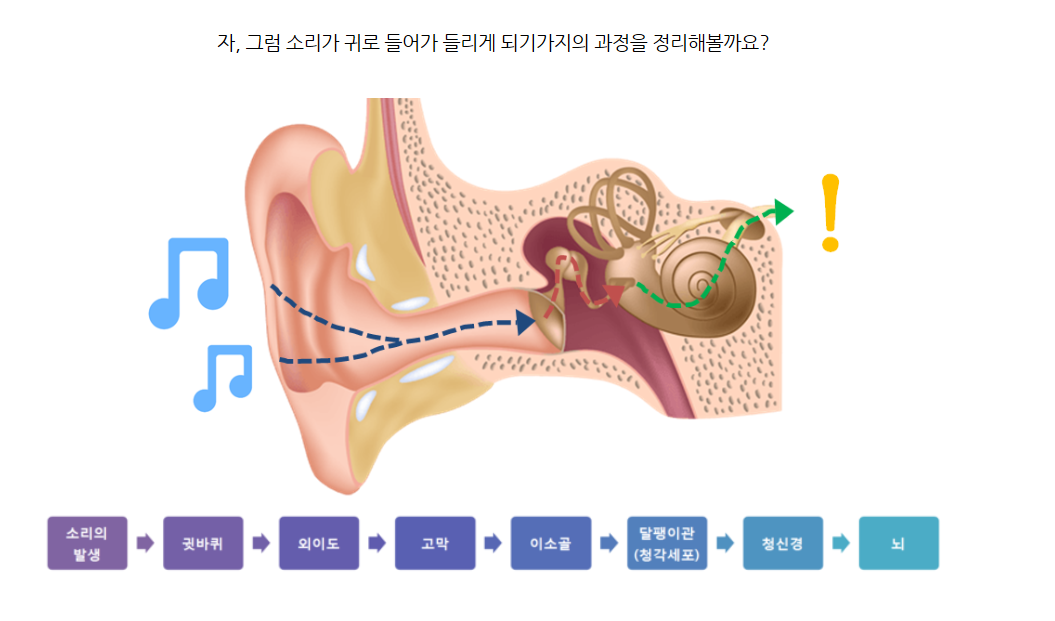 자, 그럼 소리가 귀로 들어가 들리게 되기가지의 과정을 정리해볼까요?
소리의
발생
귓바퀴
외이도
고막
이소골
달팽이관
(청각세포)
청신경
뇌